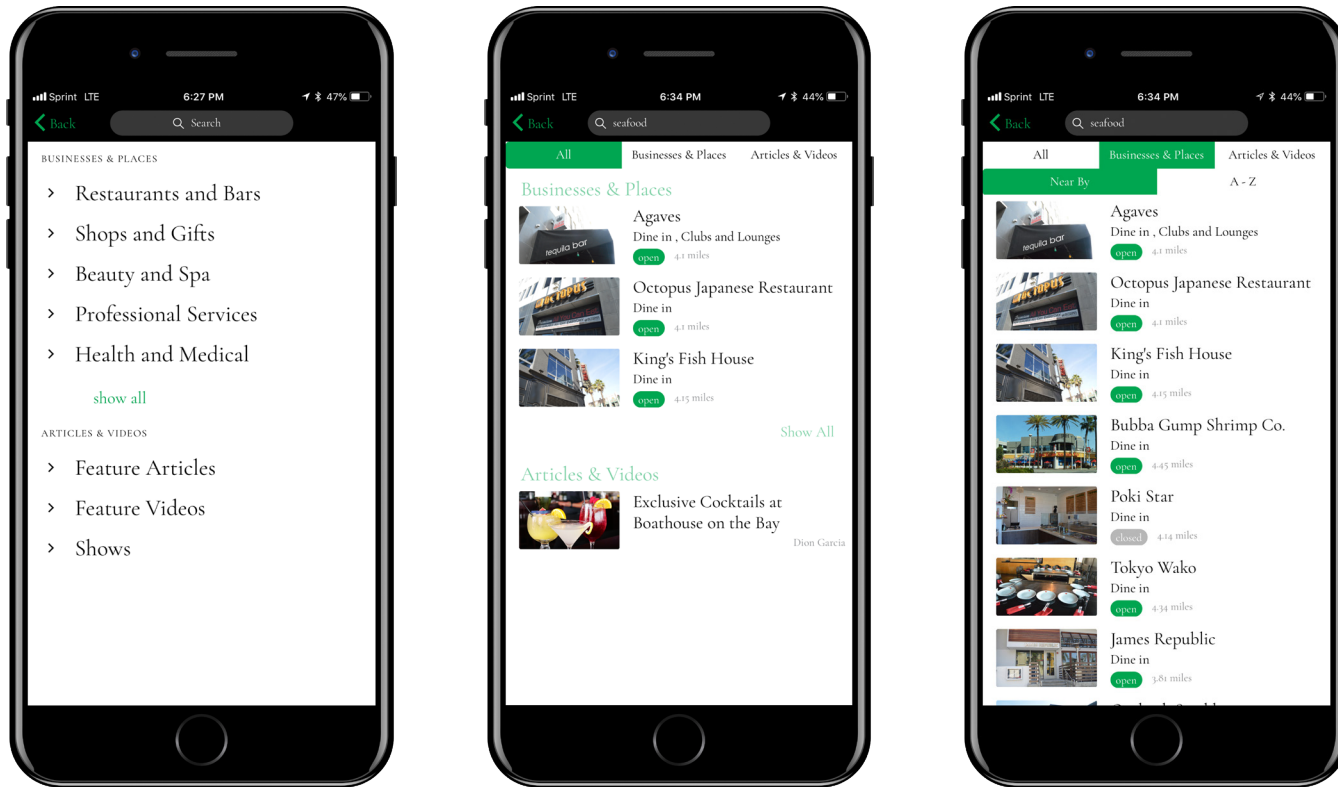 Sprint LTE 6:27 PM 47%
Back Search
BUSINESSES & PLACES
Restaurants and Bars
Shops and Gifts
Beauty and Spa
Professional Services
Health and Medical
show all
ARTICLES & VIDEOS
Feature Articles
Feature Videos
Shows
Sprint LTE 6:34 PM 44%
Back seafood
All Businesses & Places Articles & Videos
Businesses & Places
tequila bar
Agaves
Dine in , Clubs and Lounges
open 4.1 miles
Octopus Japanese Restaurant
Dine in
open 4.1 miles
King's Fish House
Dine in
open 4.15 miles
Show All
Articles & Videos
Exclusive Cocktails at
Boathouse on the Bay
Dion Garcia
Sprint LTE 6:34 PM 44%
Back seafood
All Businesses & Places Articles & Videos
Near By A - Z
tequila bar
Agaves
Dine in , Clubs and Lounges
open 4.1 miles
Octopus Japanese Restaurant
Dine in
open 4.1 miles
King's Fish House
Dine in
open 4.15 miles
Bubba Gump Shrimp Co.
Dine in
open 4.45 miles
Poki Star
Dine in
closed 4.14 miles
Tokyo Wako
Dine in
open 4.34 miles
James Republic
Dine in
open 3.81 miles